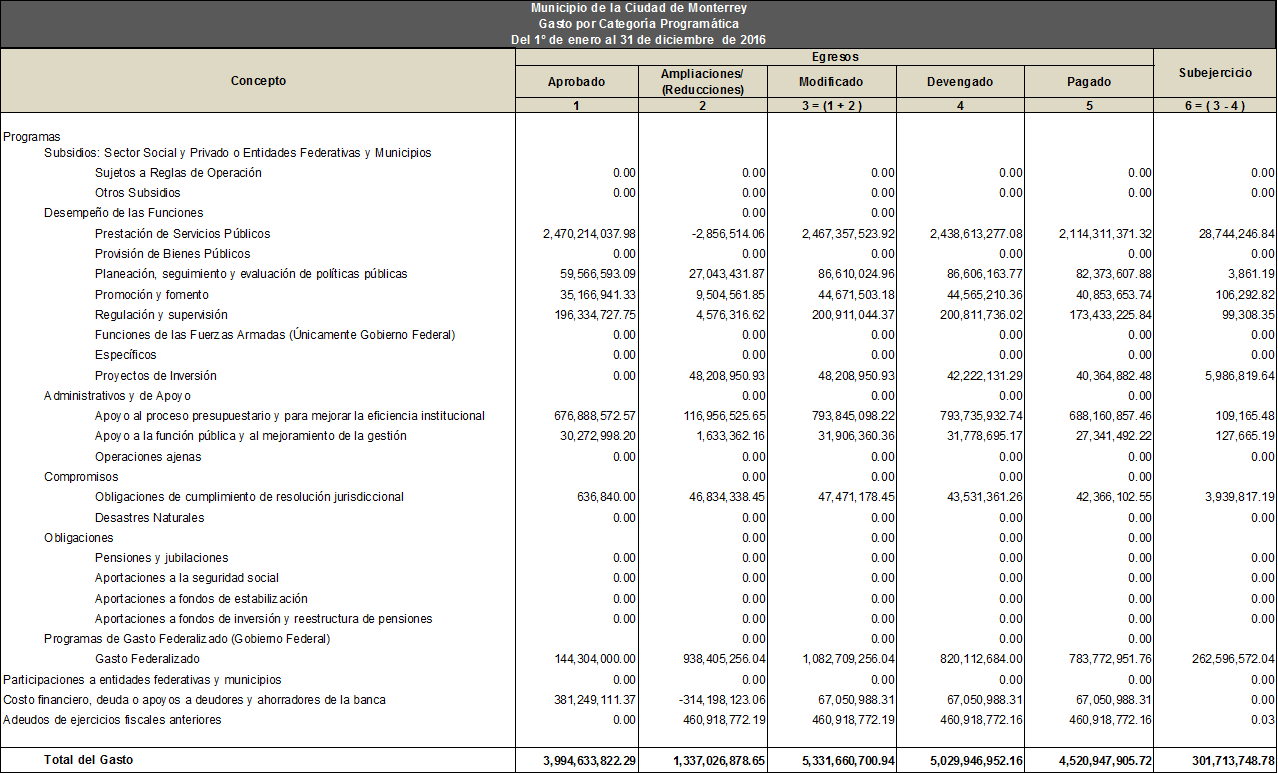 Municipio de la Ciudad de Monterrey
Gasto por Categoría Programática
Del 1° de enero al 31 de diciembre de 2016
Egresos
Concepto Aprobado Ampliaciones/ (Reducciones) Modificado Devengado Pagado Subejercicio
1 2 3 = (1 + 2 ) 4 5 6 = ( 3 - 4 )
Programas
Subsidios: Sector Social y Privado o Entidades Federativas y Municipios
Sujetos a Reglas de Operación 0.00 0.00 0.00 0.00 0.00 0.00
Otros Subsidios 0.00 0.00 0.00 0.00 0.00 0.00
Desempeño de las Funciones 0.00 0.00
Prestación de Servicios Públicos 2,470,214,037.98 -2,856,514.06 2,467,357,523.92 2,438,613,277.08 2,114,311,371.32 28,744,246.84
Provisión de Bienes Públicos 0.00 0.00 0.00 0.00 0.00 0.00
Planeación, seguimiento y evaluación de políticas públicas 59,566,593.09 27,043,431.87 86,610,024.96 86,606,163.77 82,373,607.88 3,861.19
Promoción y fomento 35,166,941.33 9,504,561.85 44,671,503.18 44,565,210.36 40,853,653.74 106,292.82
Regulación y supervisión 196,334,727.75 4,576,316.62 200,911,044.37 200,811,736.02 173,433,225.84 99,308.35
Funciones de las Fuerzas Armadas (Únicamente Gobierno Federal) 0.00 0.00 0.00 0.00 0.00 0.00
Específicos 0.00 0.00 0.00 0.00 0.00 0.00
Proyectos de Inversión 0.00 48,208,950.93 48,208,950.93 42,222,131.29 40,364,882.48 5,986,819.64
Administrativos y de Apoyo 0.00 0.00 0.00 0.00
Apoyo al proceso presupuestario y para mejorar la eficiencia institucional 676,888,572.57 116,956,525.65 793,845,098.22 793,735,932.74 688,160,857.46 109,165.48
Apoyo a la función pública y al mejoramiento de la gestión 30,272,998.20 1,633,362.16 31,906,360.36 31,778,695.17 27,341,492.22 127,665.19
Operaciones ajenas 0.00 0.00 0.00 0.00 0.00 0.00
Compromisos 0.00 0.00 0.00 0.00
Obligaciones de cumplimiento de resolución jurisdiccional 636,840.00 46,834,338.45 47,471,178.45 43,531,361.26 42,366,102.55 3,939,817.19
Desastres Naturales 0.00 0.00 0.00 0.00 0.00 0.00
Obligaciones 0.00 0.00 0.00 0.00
Pensiones y jubilaciones 0.00 0.00 0.00 0.00 0.00 0.00
Aportaciones a la seguridad social 0.00 0.00 0.00 0.00 0.00 0.00
Aportaciones a fondos de estabilización 0.00 0.00 0.00 0.00 0.00 0.00
Aportaciones a fondos de inversión y reestructura de pensiones 0.00 0.00 0.00 0.00 0.00 0.00
Programas de Gasto Federalizado (Gobierno Federal) 0.00 0.00 0.00 0.00
Gasto Federalizado 144,304,000.00 938,405,256.04 1,082,709,256.04 820,112,684.00 783,772,951.76 262,596,572.04
Participaciones a entidades federativas y municipios 0.00 0.00 0.00 0.00 0.00 0.00
Costo financiero, deuda o apoyos a deudores y ahorradores de la banca 381,249,111.37 -314,198,123.06 67,050,988.31 67,050,988.31 67,050,988.31 0.00
Adeudos de ejercicios fiscales anteriores 0.00 460,918,772.19 460,918,772.19 460,918,772.16 460,918,772.16 0.03
Total del Gasto 3,994,633,822.29 1,337,026,878.65 5,331,660,700.94 5,029,946,952.16 4,520,947,905.72 301,713,748.78